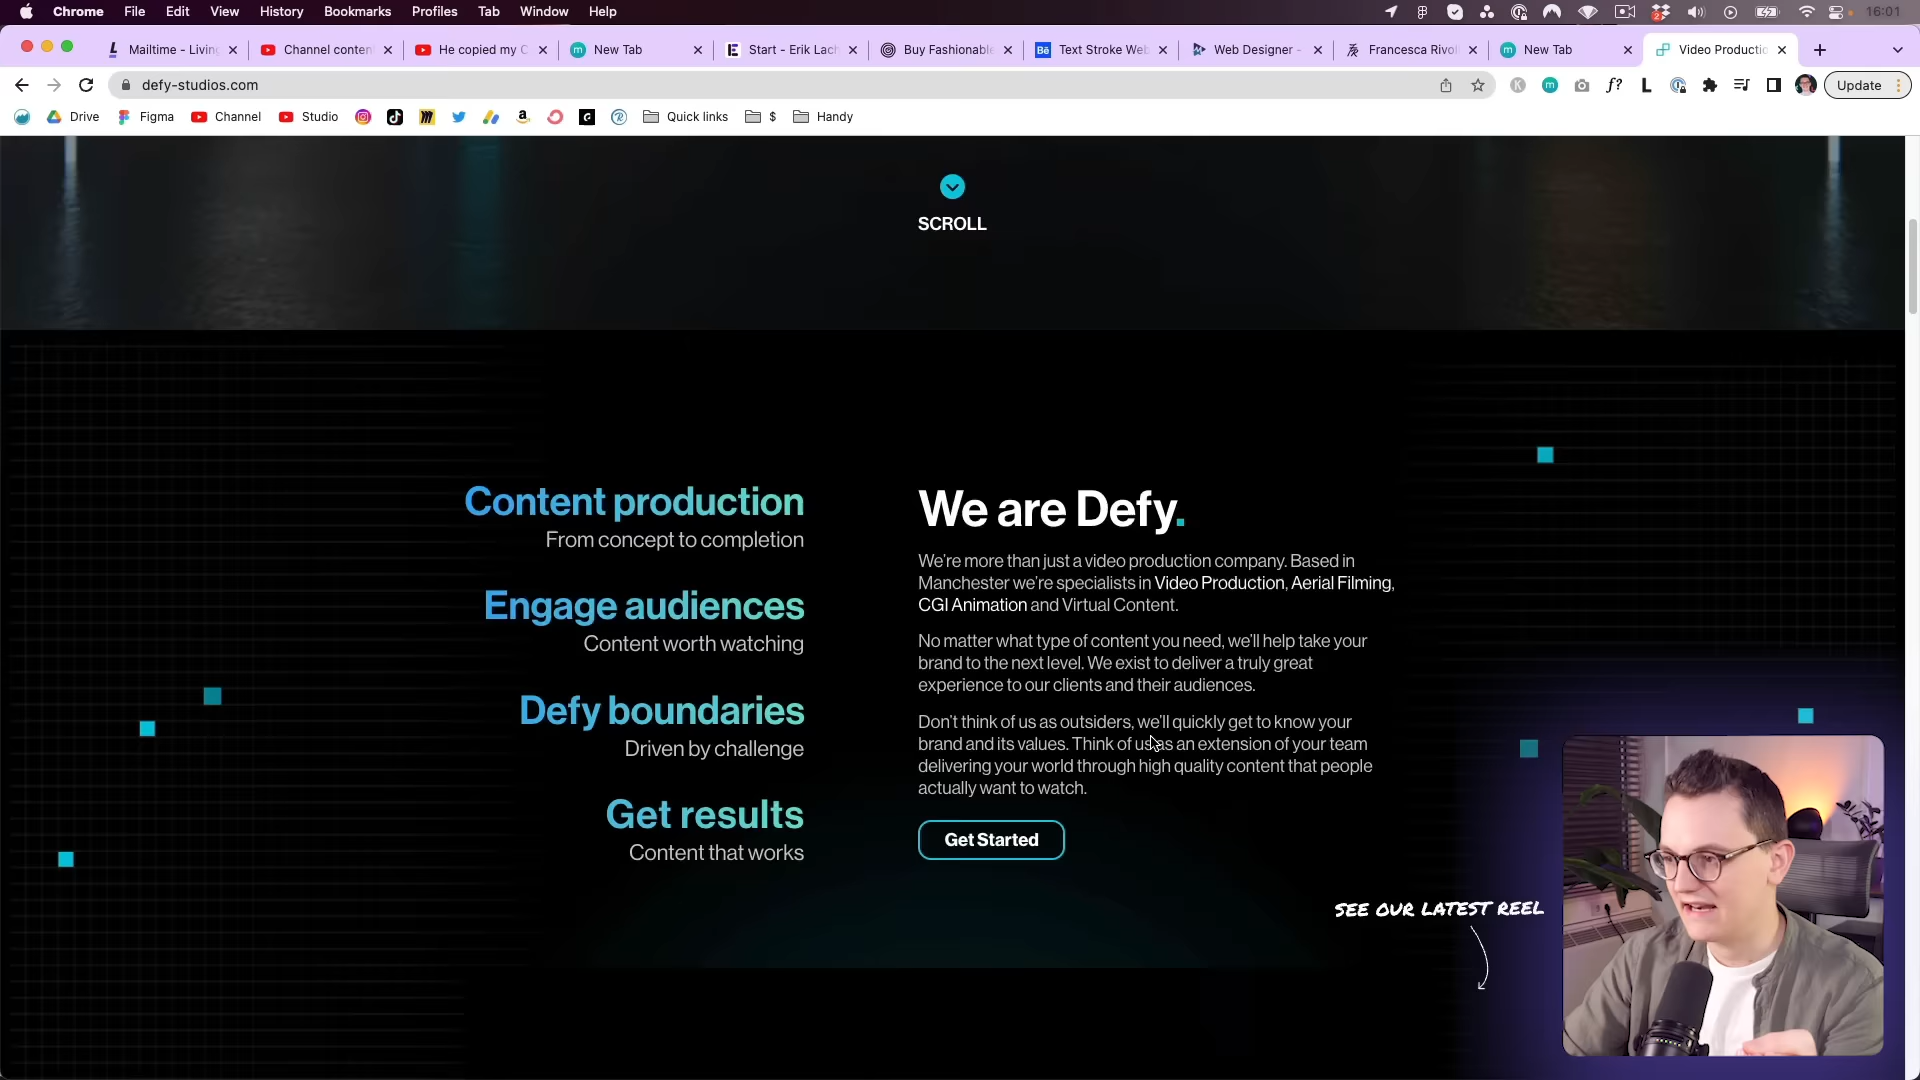 Chrome File Edit View History Bookmarks Profiles Tab Window Help 16:01
Mailtime - Livin
Channel conten
He copied my C
New Tab
Start - Erik Lach
Buy Fashionable
Text Stroke Web
Web Designer -
Francesca Rivol
New Tab
Video Productio
defy-studios.com
Update
Drive Figma Channel Studio Quick links $ Handy
SCROLL
Content production
From concept to completion
Engage audiences
Content worth watching
Defy boundaries
Driven by challenge
Get results
Content that works
We are Defy.
We're more than just a video production company. Based in
Manchester we're specialists in Video Production, Aerial Filming,
CGI Animation and Virtual Content.
No matter what type of content you need, we'll help take your
brand to the next level. We exist to deliver a truly great
experience to our clients and their audiences.
Don't think of us as outsiders, we'll quickly get to know your
brand and its values. Think of us as an extension of your team
delivering your world through high quality content that people
actually want to watch.
Get Started
SEE OUR LATEST REEL